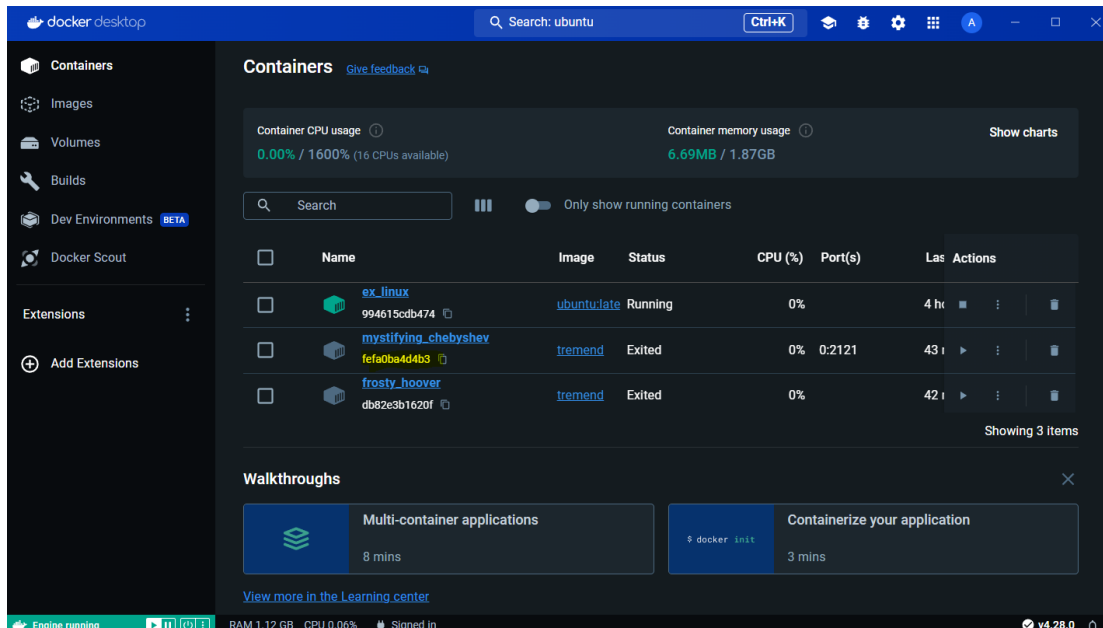 docker desktop
Search: ubuntu
Ctrl+K
A
Containers
Images
Volumes
Builds
Dev Environments BETA
Docker Scout
Extensions
Add Extensions
Containers Give feedback
Container CPU usage
0.00% / 1600% (16 CPUs available)
Container memory usage
6.69MB / 1.87GB
Show charts
Search
Only show running containers
Name Image Status CPU (%) Port(s) Las Actions
ex_linux
994615cdb474
ubuntu:late Running 0% 4 ho
mystifying_chebyshev
fefa0ba4d4b3
tremend Exited 0% 0:2121 43
frosty_hoover
db82e3b1620f
tremend Exited 0% 42
Showing 3 items
Walkthroughs
Multi-container applications
8 mins
$ docker init
Containerize your application
3 mins
View more in the Learning center
Engine running
RAM 1.12 GB CPU 0.06% Signed in
v4.28.0